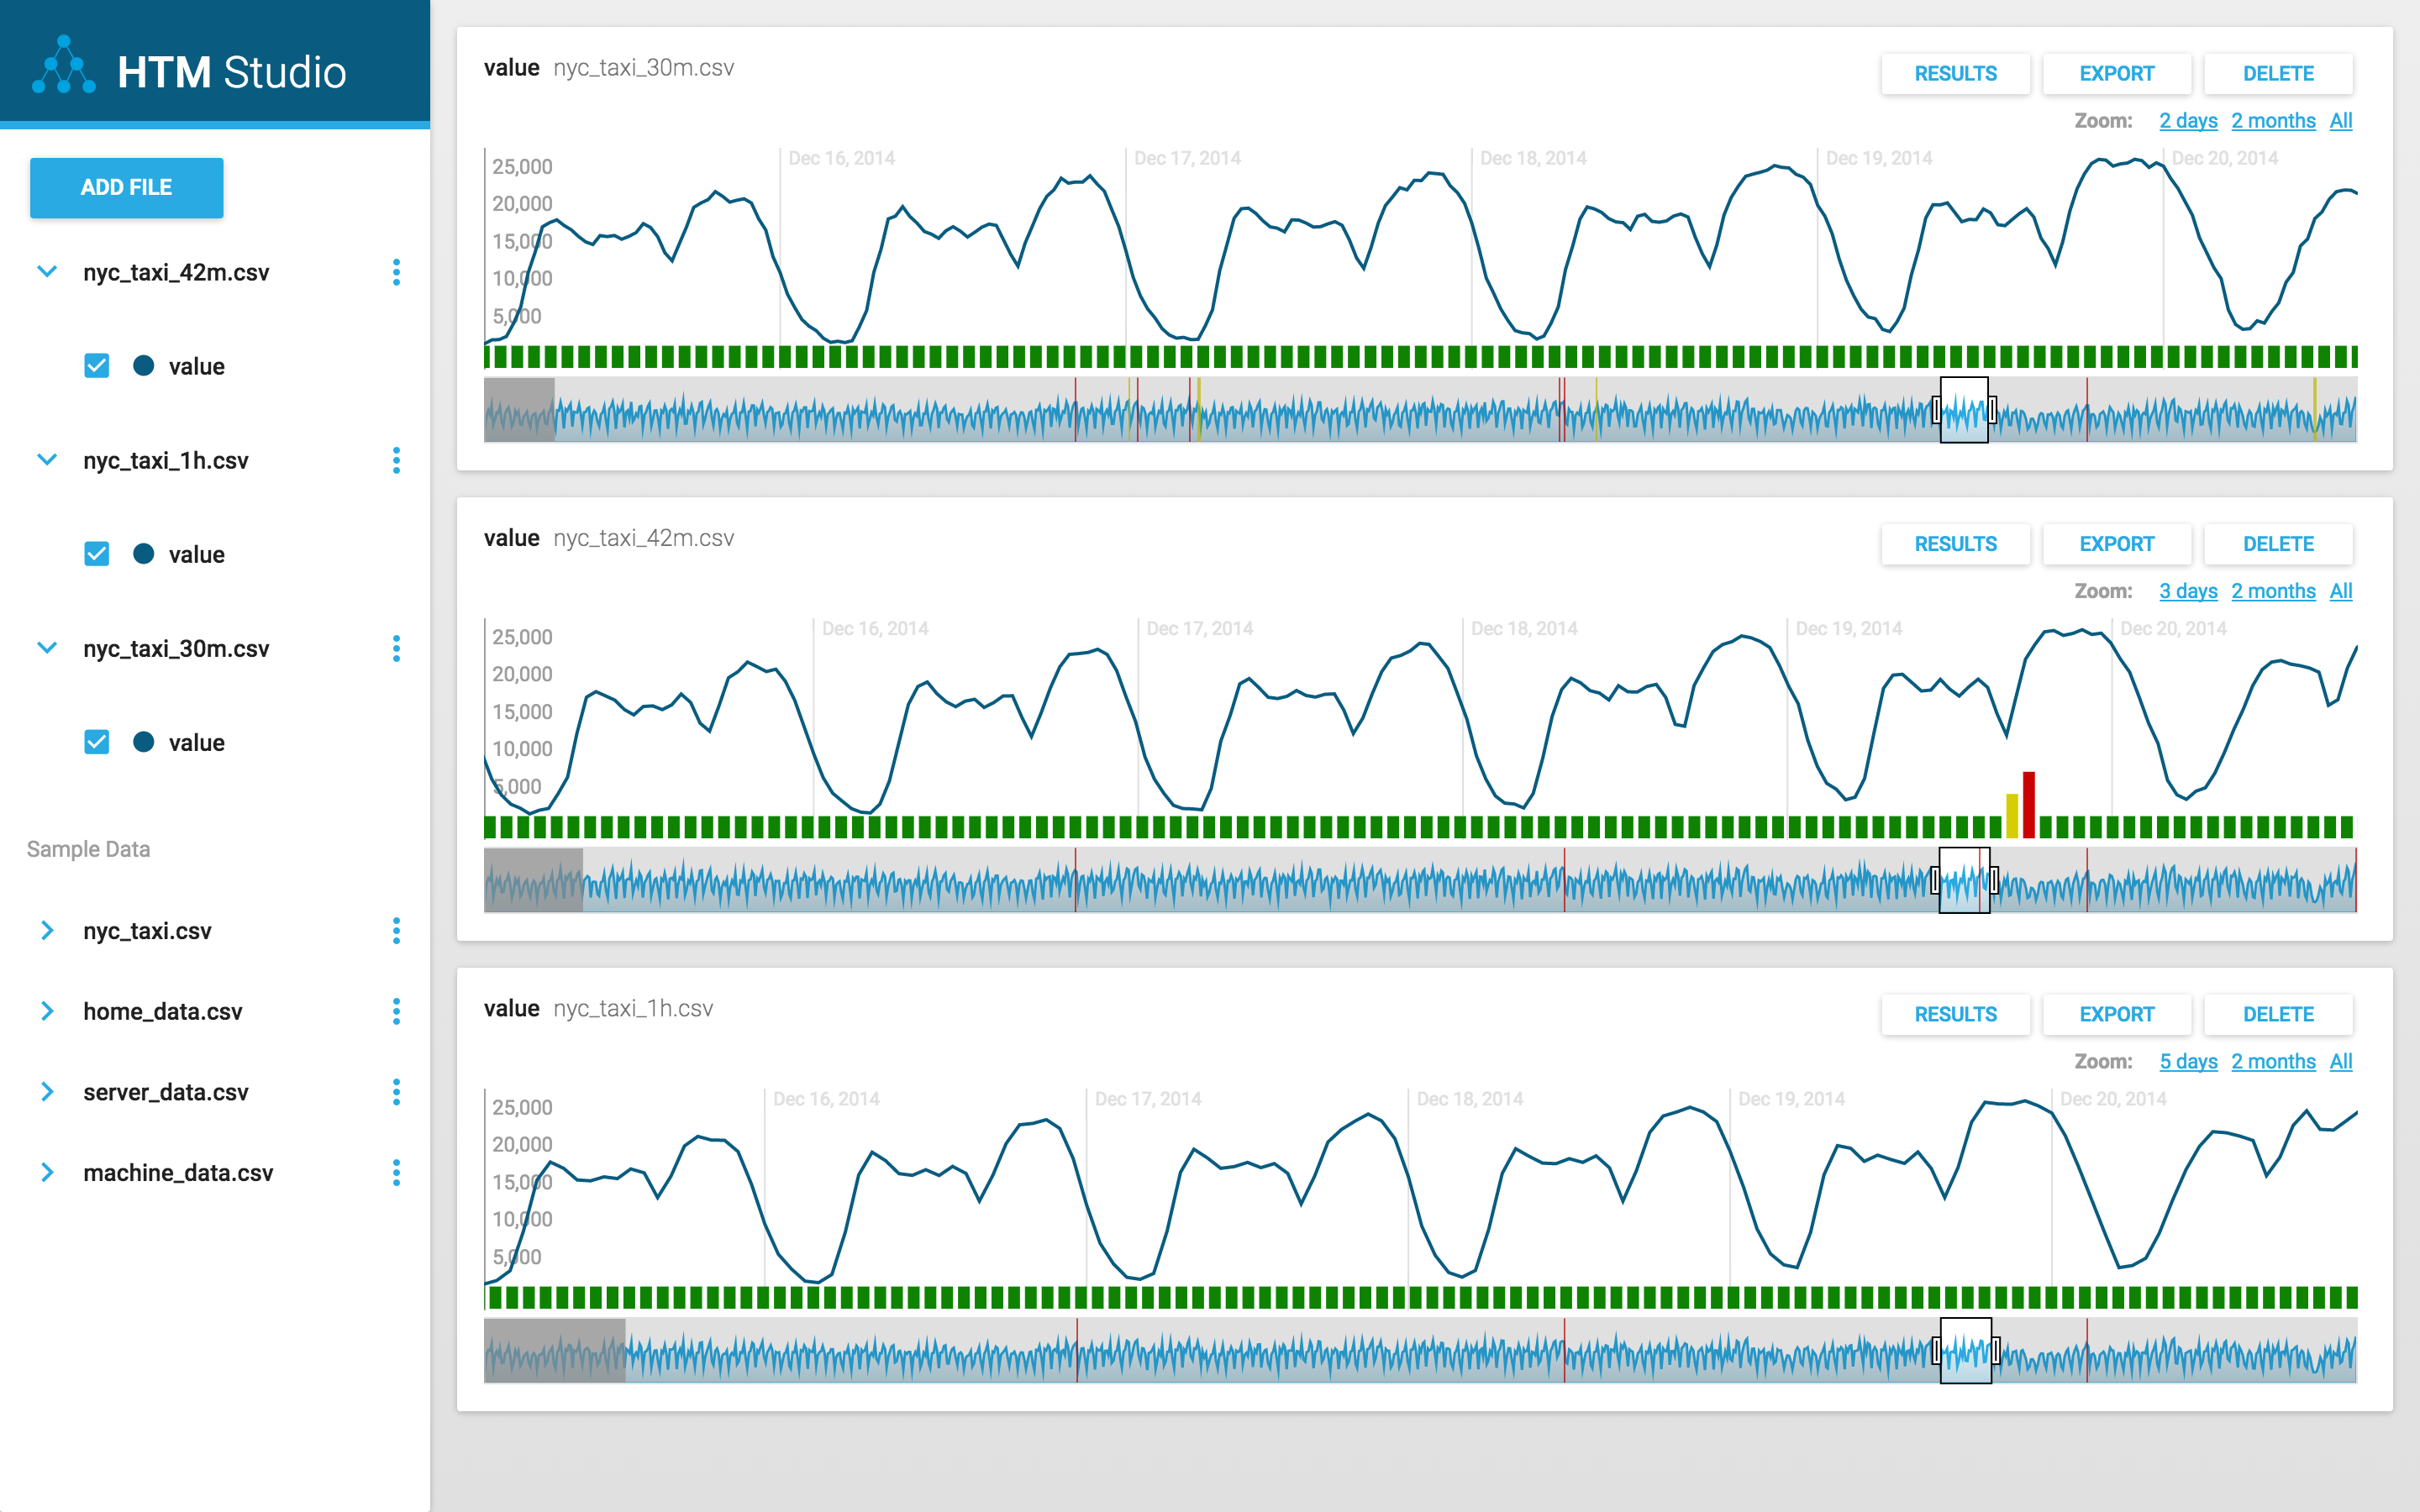 HTM Studio
ADD FILE
nyc_taxi_42m.csv
value
nyc_taxi_1h.csv
value
nyc_taxi_30m.csv
value
Sample Data
nyc_taxi.csv
home_data.csv
server_data.csv
machine_data.csv
value nyc_taxi_30m.csv
RESULTS EXPORT DELETE
Zoom: 2 days 2 months All
Dec 16, 2014 Dec 17, 2014 Dec 18, 2014 Dec 19, 2014 Dec 20, 2014
25,000
20,000
15,000
10,000
5,000
value nyc_taxi_42m.csv
RESULTS EXPORT DELETE
Zoom: 3 days 2 months All
Dec 16, 2014 Dec 17, 2014 Dec 18, 2014 Dec 19, 2014 Dec 20, 2014
25,000
20,000
15,000
10,000
5,000
value nyc_taxi_1h.csv
RESULTS EXPORT DELETE
Zoom: 5 days 2 months All
Dec 16, 2014 Dec 17, 2014 Dec 18, 2014 Dec 19, 2014 Dec 20, 2014
25,000
20,000
15,000
10,000
5,000